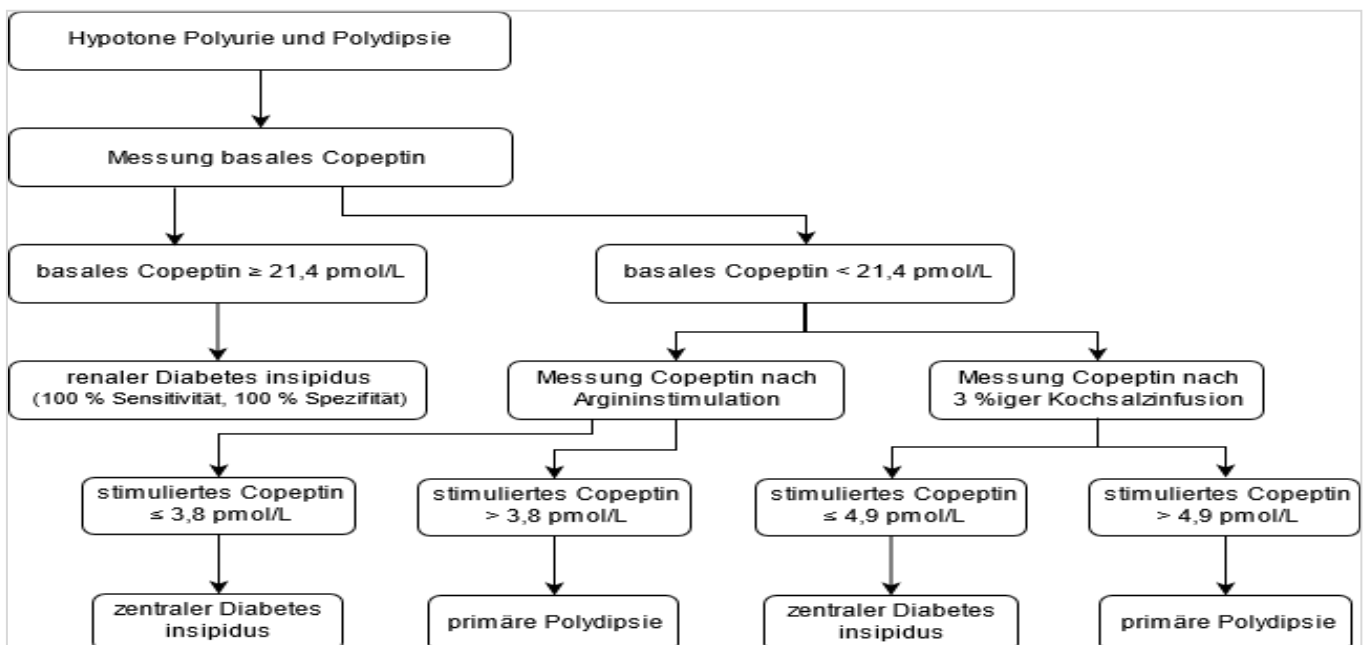 Hypotone Polyurie und Polydipsie
Messung basales Copeptin
basales Copeptin ≥ 21,4 pmol/L
basales Copeptin < 21,4 pmol/L
renaler Diabetes insipidus
(100 % Sensitivität, 100 % Spezifität)
Messung Copeptin nach
Argininstimulation
Messung Copeptin nach
3 %iger Kochsalzinfusion
stimuliertes Copeptin
≤ 3,8 pmol/L
stimuliertes Copeptin
> 3,8 pmol/L
stimuliertes Copeptin
≤ 4,9 pmol/L
stimuliertes Copeptin
> 4,9 pmol/L
zentraler Diabetes
insipidus
primäre Polydipsie
zentraler Diabetes
insipidus
primäre Polydipsie